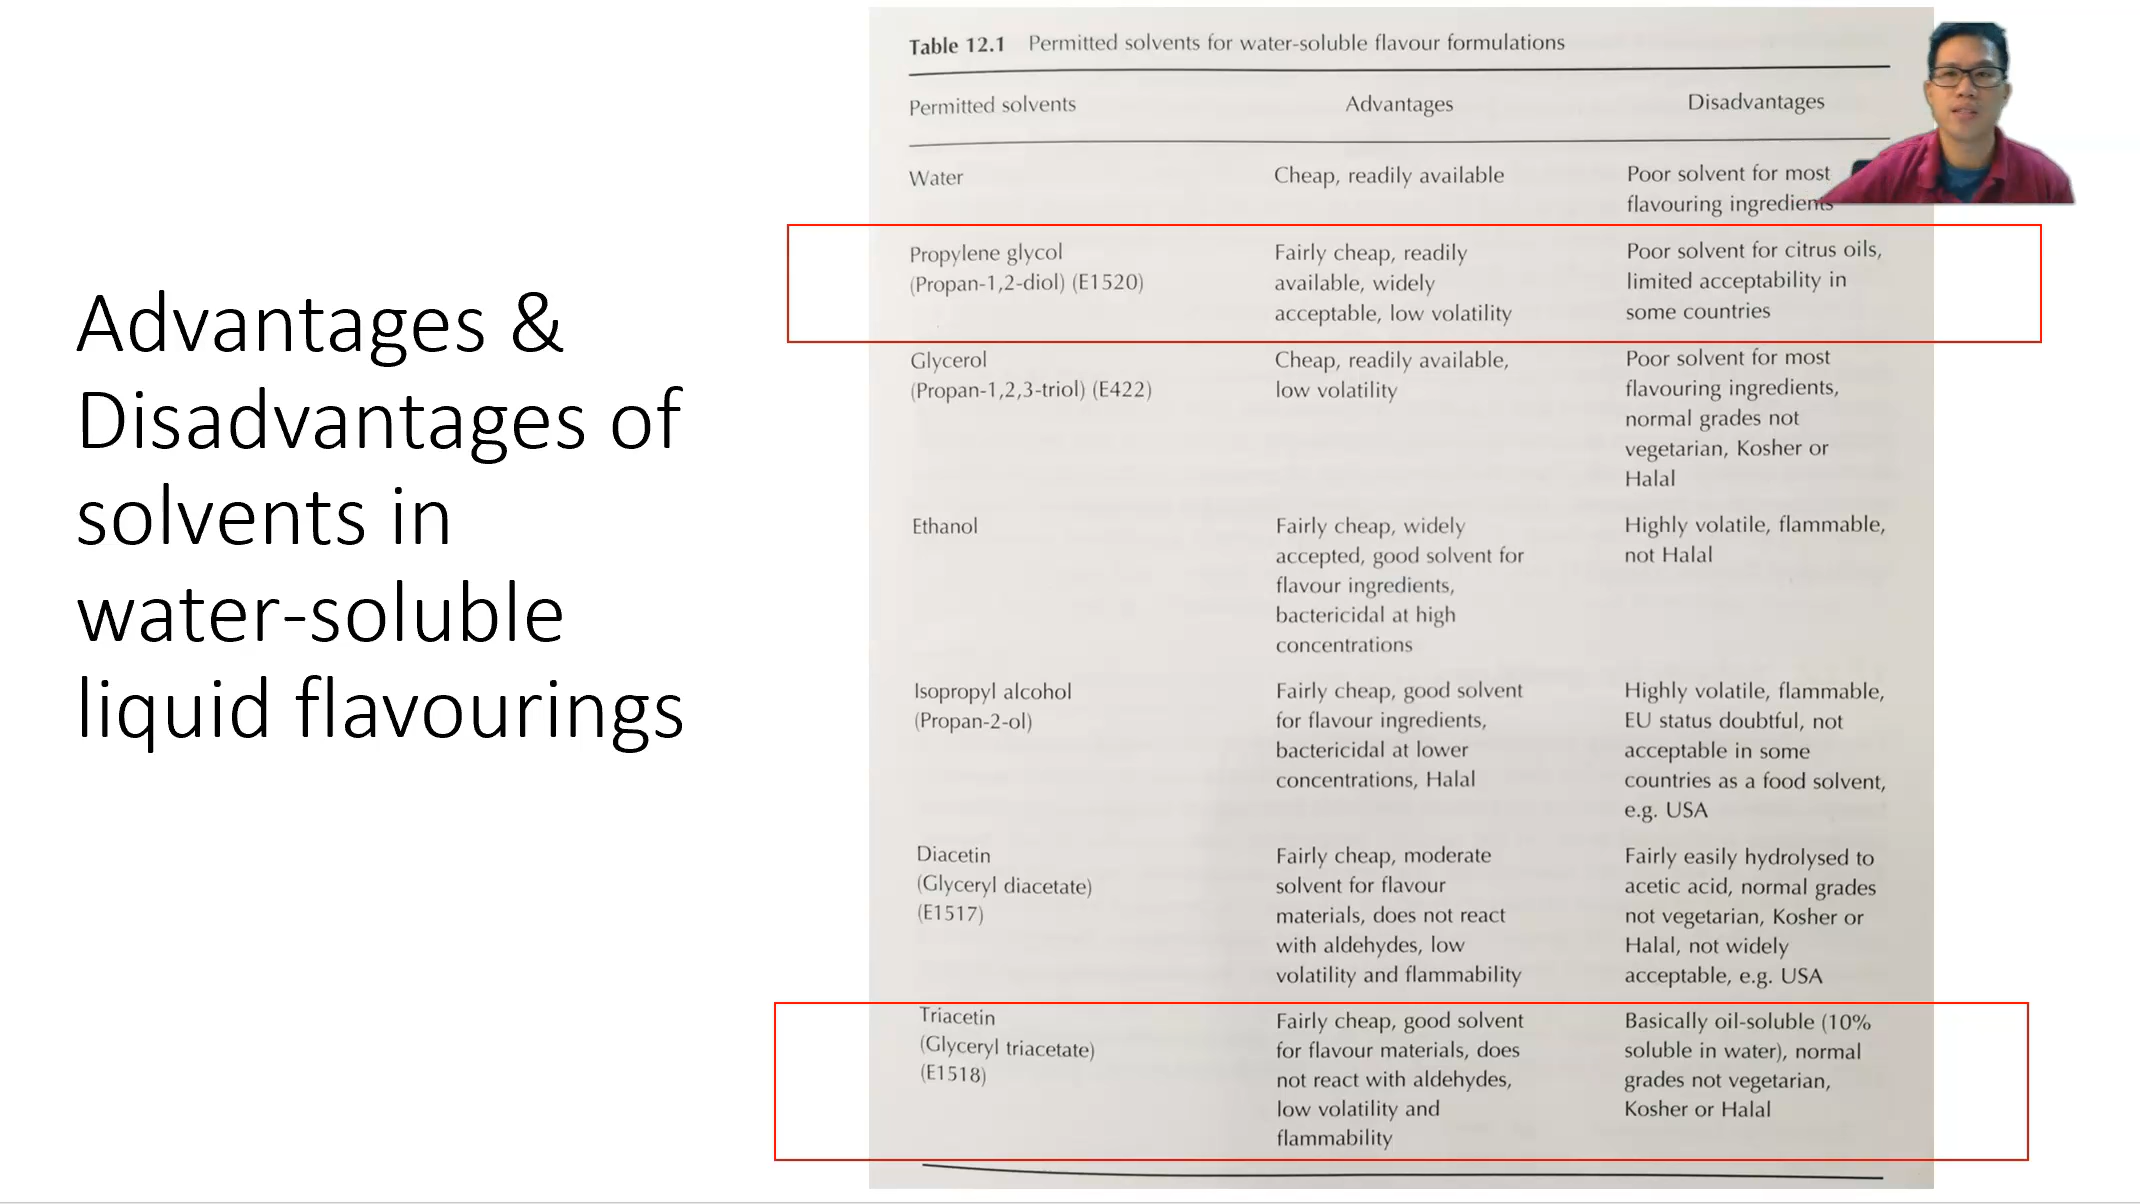 Advantages &
Disadvantages of
solvents in
water-soluble
liquid flavourings
Table 12.1 Permitted solvents for water-soluble flavour formulations
Permitted solvents Advantages Disadvantages
Water Cheap, readily available Poor solvent for most
flavouring ingredients
Propylene glycol Fairly cheap, readily Poor solvent for citrus oils,
(Propan-1,2-diol) (E1520) available, widely limited acceptability in
acceptable, low volatility some countries
Glycerol Cheap, readily available, Poor solvent for most
(Propan-1,2,3-triol) (E422) low volatility flavouring ingredients,
normal grades not
vegetarian, Kosher or
Halal
Ethanol Fairly cheap, widely Highly volatile, flammable,
accepted, good solvent for not Halal
flavour ingredients,
bactericidal at high
concentrations
Isopropyl alcohol Fairly cheap, good solvent Highly volatile, flammable,
(Propan-2-ol) for flavour ingredients, EU status doubtful, not
bactericidal at lower acceptable in some
concentrations, Halal countries as a food solvent,
e.g. USA
Diacetin Fairly cheap, moderate Fairly easily hydrolysed to
(Glyceryl diacetate) solvent for flavour acetic acid, normal grades
(E1517) materials, does not react not vegetarian, Kosher or
with aldehydes, low Halal, not widely
volatility and flammability acceptable, e.g. USA
Triacetin Fairly cheap, good solvent Basically oil-soluble (10%
(Glyceryl triacetate) for flavour materials, does soluble in water), normal
(E1518) not react with aldehydes, grades not vegetarian,
low volatility and Kosher or Halal
flammability